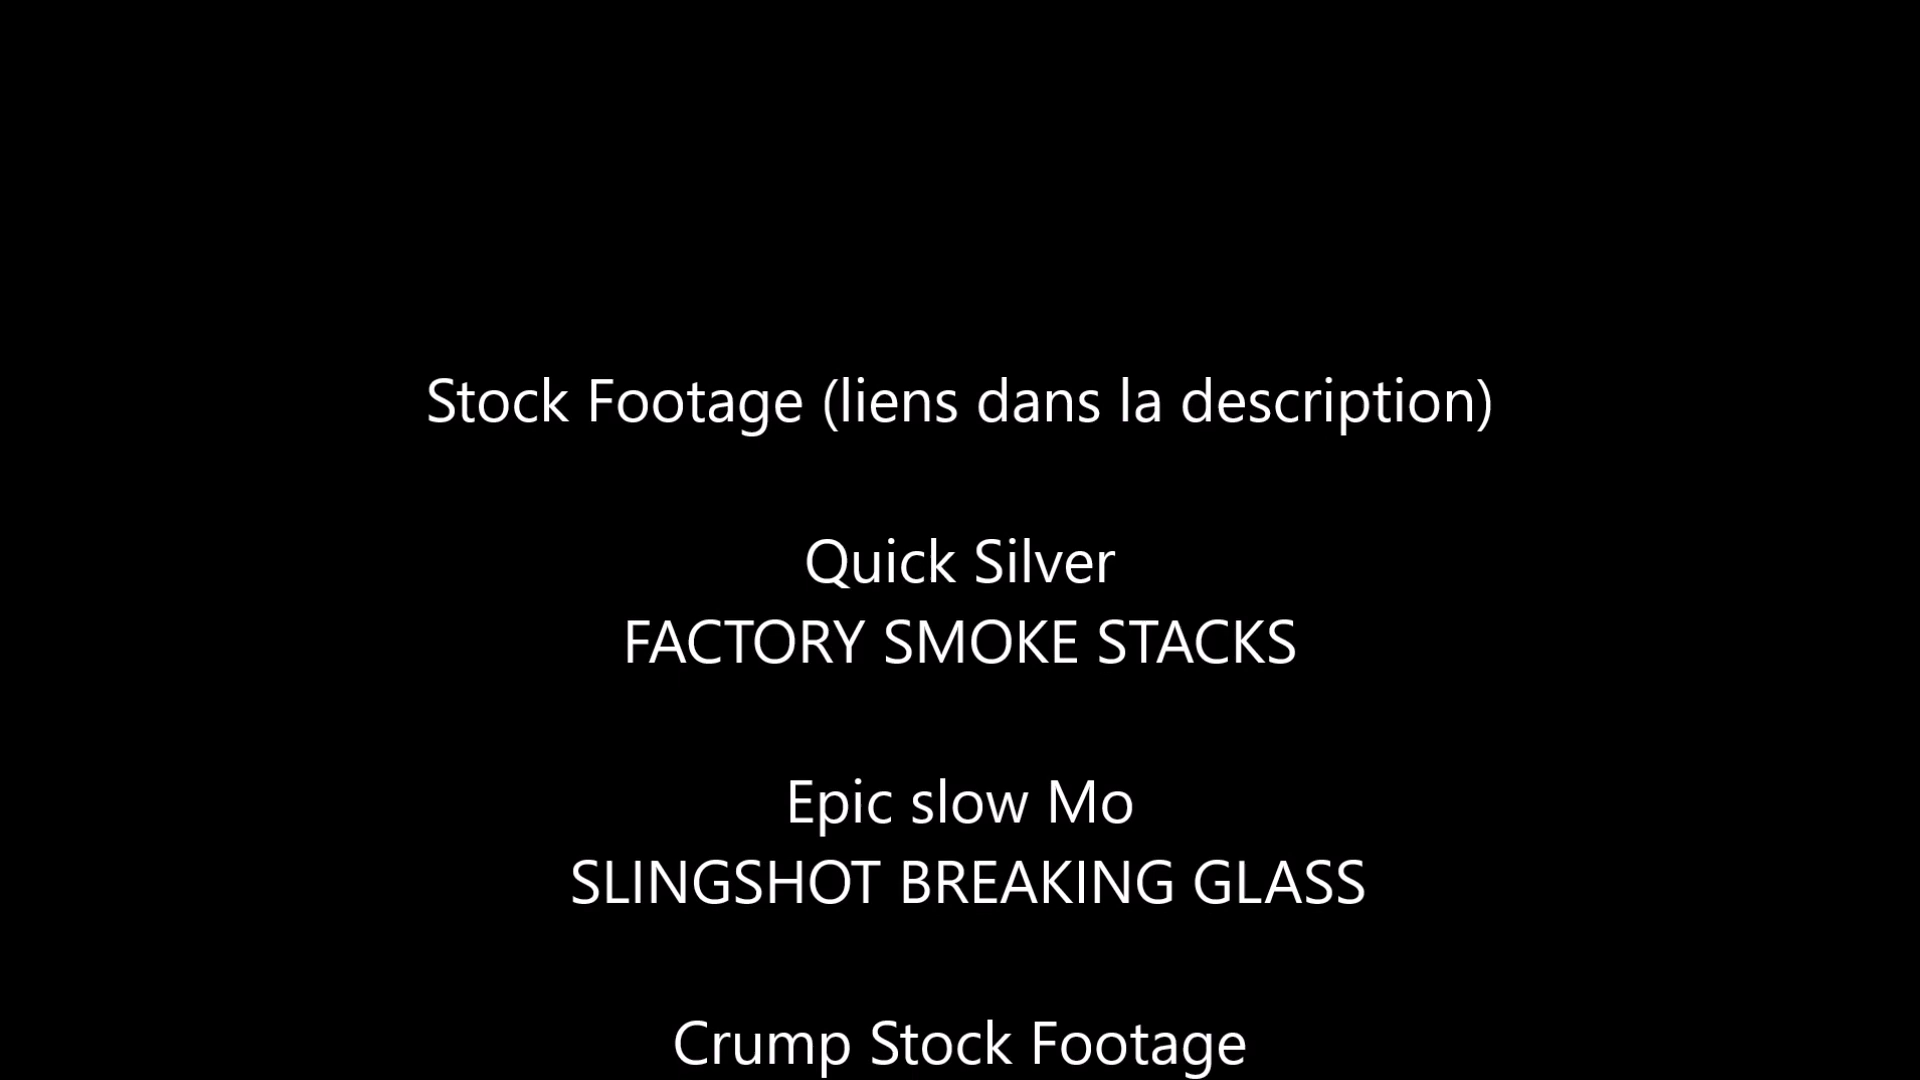 Stock Footage (liens dans la description)
Quick Silver
FACTORY SMOKE STACKS
Epic slow Mo
SLINGSHOT BREAKING GLASS
Crump Stock Footage